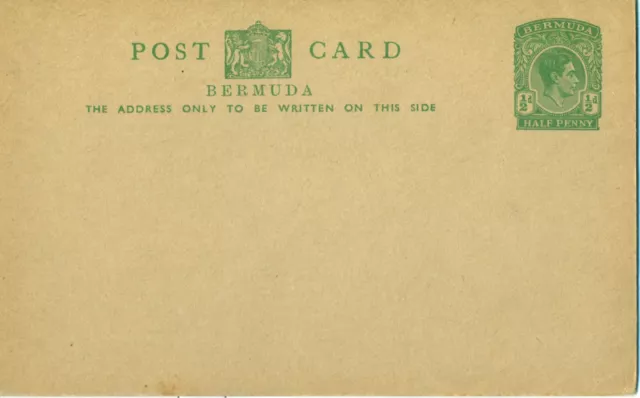 POST CARD
BERMUDA
THE ADDRESS ONLY TO BE WRITTEN ON THIS SIDE
BERMUDA
½d ½d
HALF PENNY